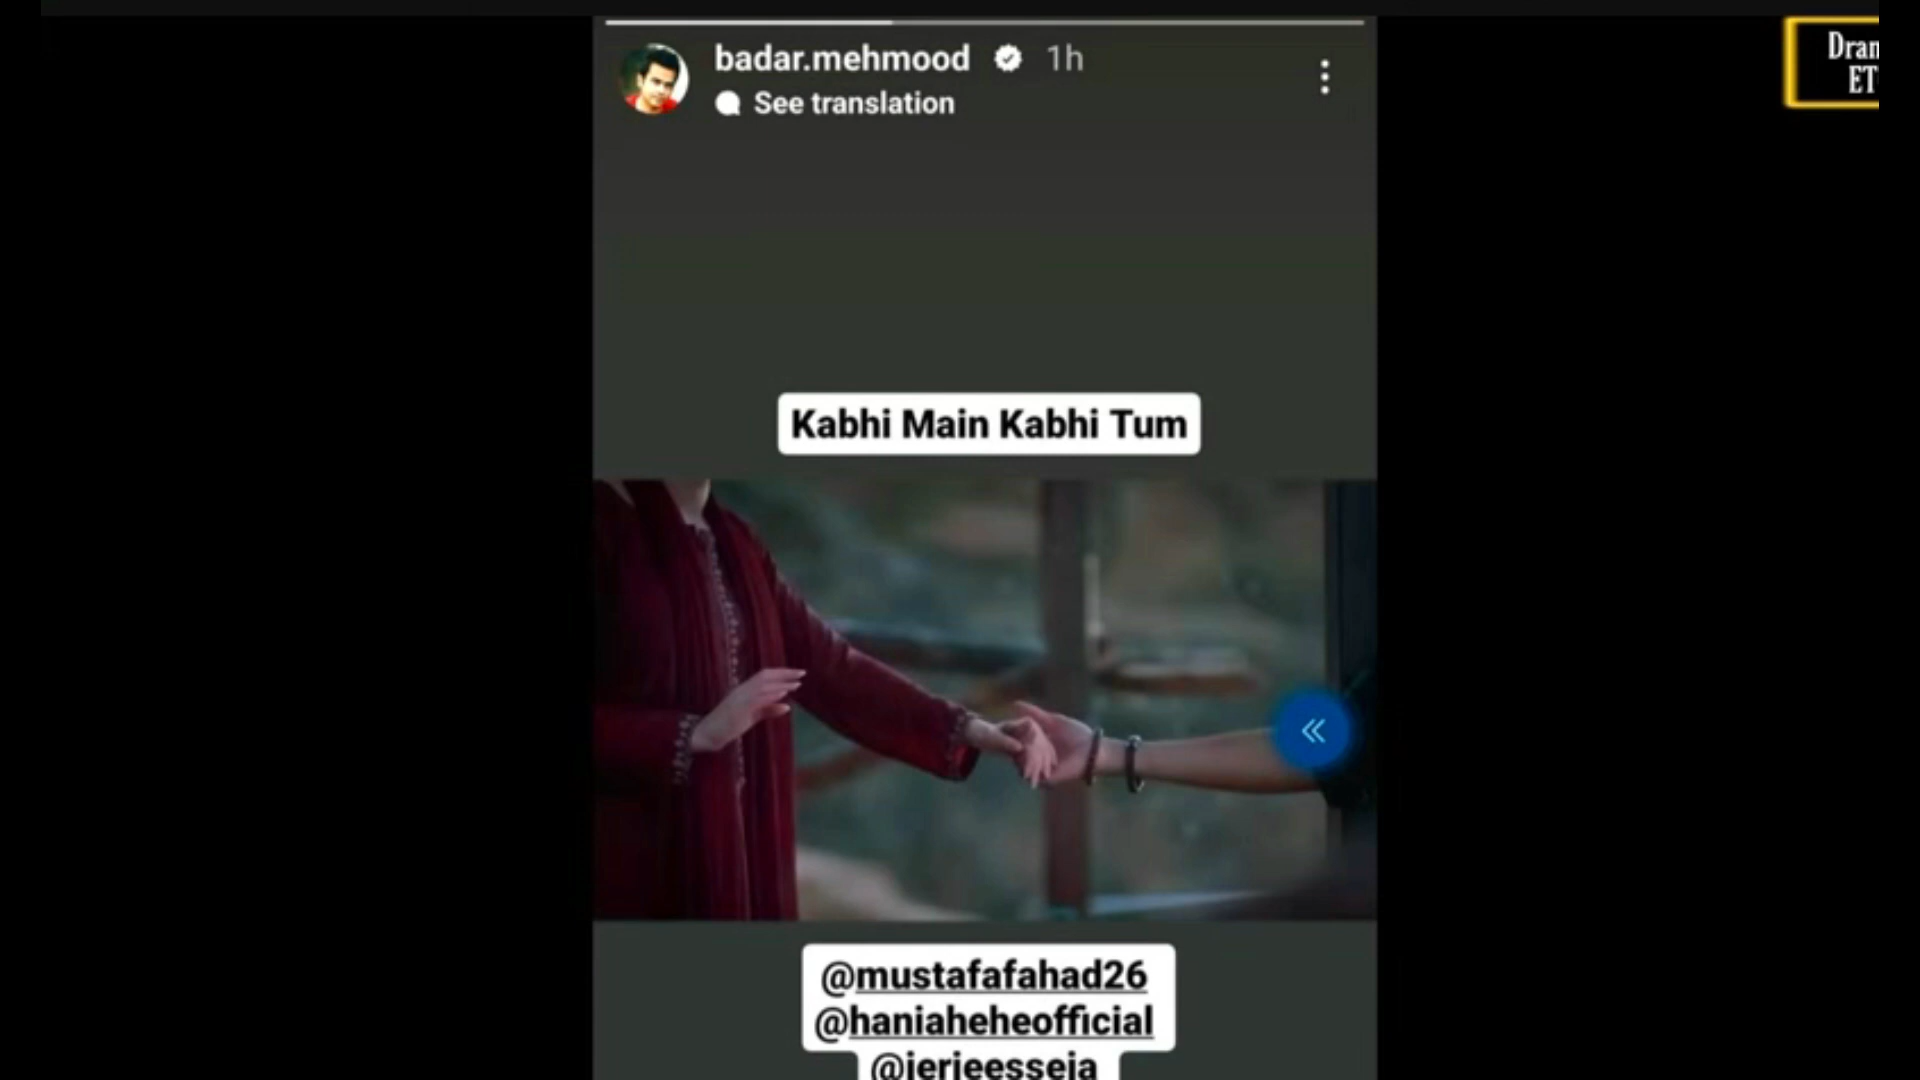 badar.mehmood 1h
See translation
Kabhi Main Kabhi Tum
@mustafafahad26
@haniaheheofficial